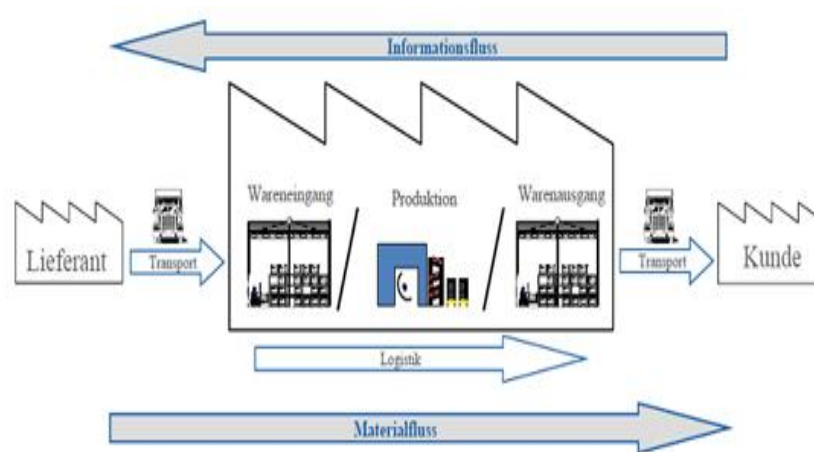 Informationsfluss
Wareneingang
Produktion
Warenausgang
Lieferant
Transport
Transport
Kunde
Logistik
Materialfluss